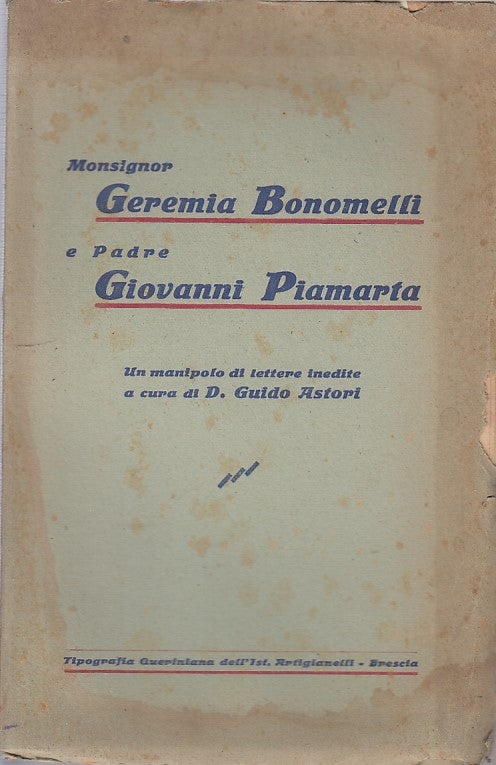 Monsignor
Geremia Bonomelli
e Padre
Giovanni Piamarta
Un manipolo di lettere inedite
a cura di D. Guido Astori
Tipografia Queriniana dell'Ist. Artigianelli - Brescia